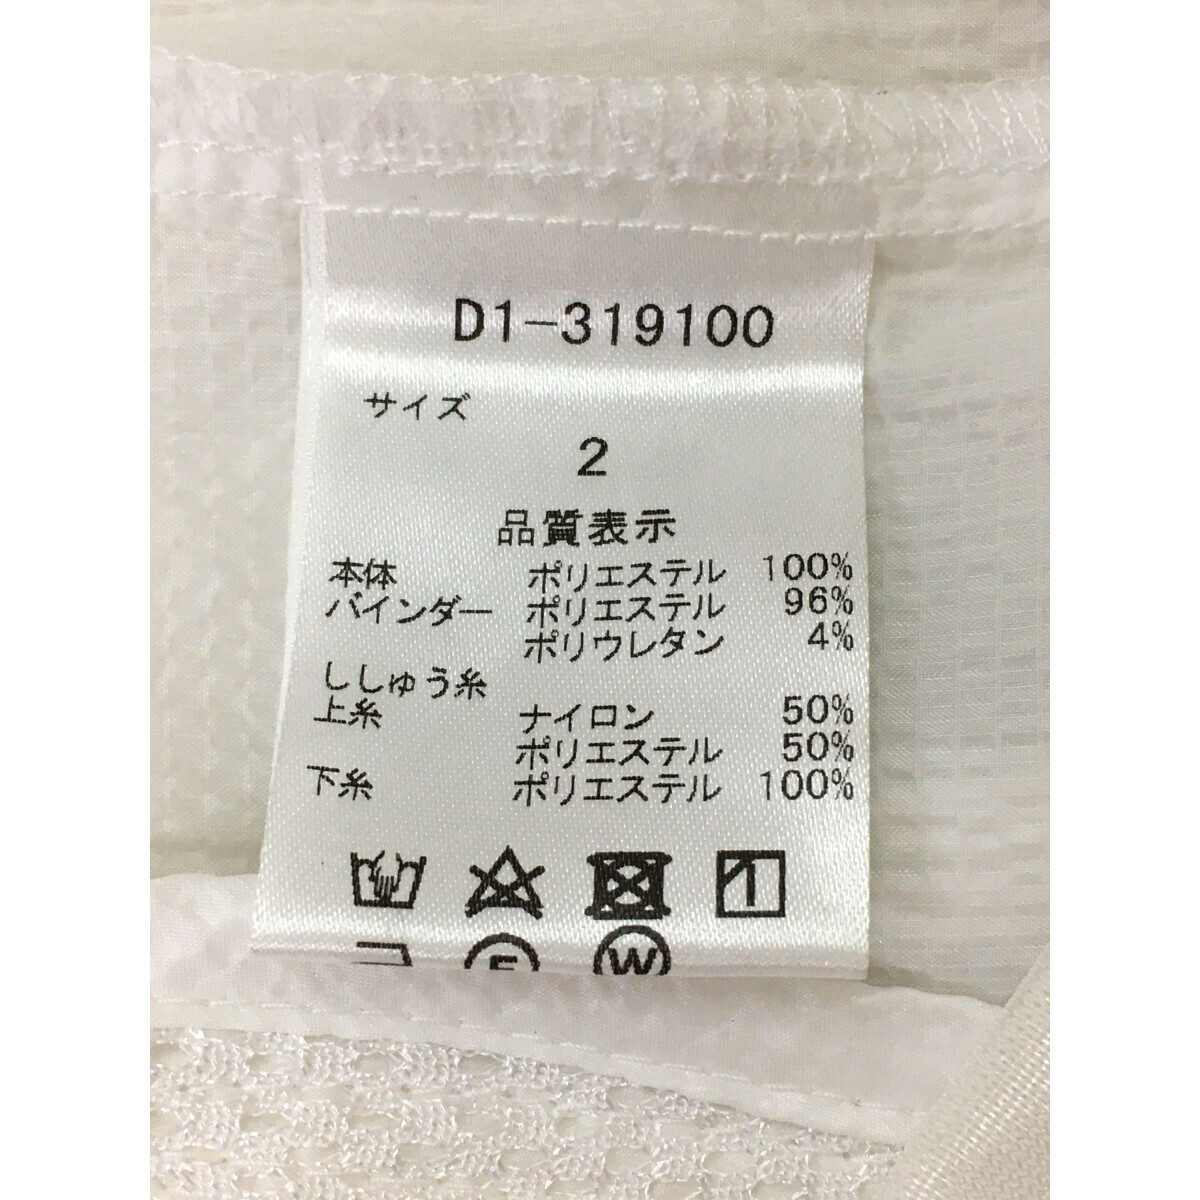 D1-319100
サイズ
2
品質表示
本体 ポリエステル 100%
バインダー ポリエステル 96%
ポリウレタン 4%
ししゅう糸
上糸 ナイロン 50%
ポリエステル 50%
下糸 ポリエステル 100%
F W